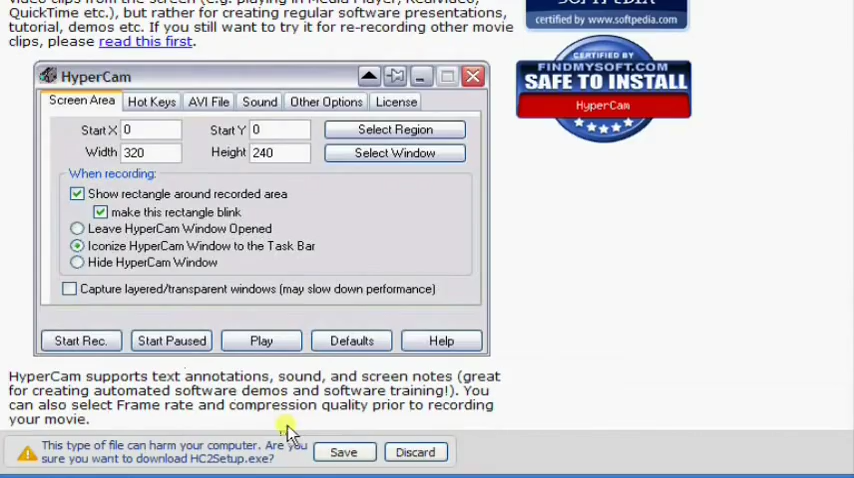 video clips from the screen (e.g. playing in Media Player, RealVideo,
QuickTime etc.), but rather for creating regular software presentations,
tutorial, demos etc. If you still want to try it for re-recording other movie
clips, please read this first.
SOFTPEDIA
certified by www.softpedia.com
CERTIFIED BY
FINDMYSOFT.COM
SAFE TO INSTALL
HyperCam
HyperCam
Screen Area Hot Keys AVI File Sound Other Options License
Start X 0 Start Y 0 Select Region
Width 320 Height 240 Select Window
When recording:
Show rectangle around recorded area
make this rectangle blink
Leave HyperCam Window Opened
Iconize HyperCam Window to the Task Bar
Hide HyperCam Window
Capture layered/transparent windows (may slow down performance)
Start Rec. Start Paused Play Defaults Help
HyperCam supports text annotations, sound, and screen notes (great
for creating automated software demos and software training!). You
can also select Frame rate and compression quality prior to recording
your movie.
This type of file can harm your computer. Are you
sure you want to download HC2Setup.exe?
Save Discard